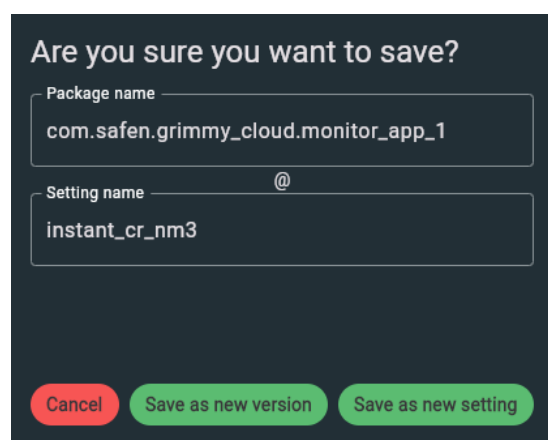 Are you sure you want to save?
Package name
com.safen.grimmy_cloud.monitor_app_1
@
Setting name
instant_cr_nm3
Cancel Save as new version Save as new setting